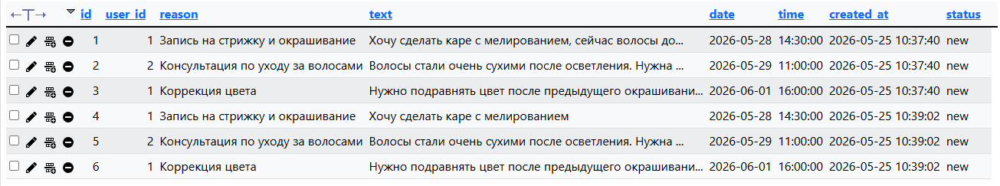 id user_id reason text date time created_at status
1 1 Запись на стрижку и окрашивание Хочу сделать каре с мелированием, сейчас волосы до... 2026-05-28 14:30:00 2026-05-25 10:37:40 new
2 2 Консультация по уходу за волосами Волосы стали очень сухими после осветления. Нужна ... 2026-05-29 11:00:00 2026-05-25 10:37:40 new
3 1 Коррекция цвета Нужно подравнять цвет после предыдущего окрашивани... 2026-06-01 16:00:00 2026-05-25 10:37:40 new
4 1 Запись на стрижку и окрашивание Хочу сделать каре с мелированием 2026-05-28 14:30:00 2026-05-25 10:39:02 new
5 2 Консультация по уходу за волосами Волосы стали очень сухими после осветления. Нужна ... 2026-05-29 11:00:00 2026-05-25 10:39:02 new
6 1 Коррекция цвета Нужно подравнять цвет после предыдущего окрашивани... 2026-06-01 16:00:00 2026-05-25 10:39:02 new